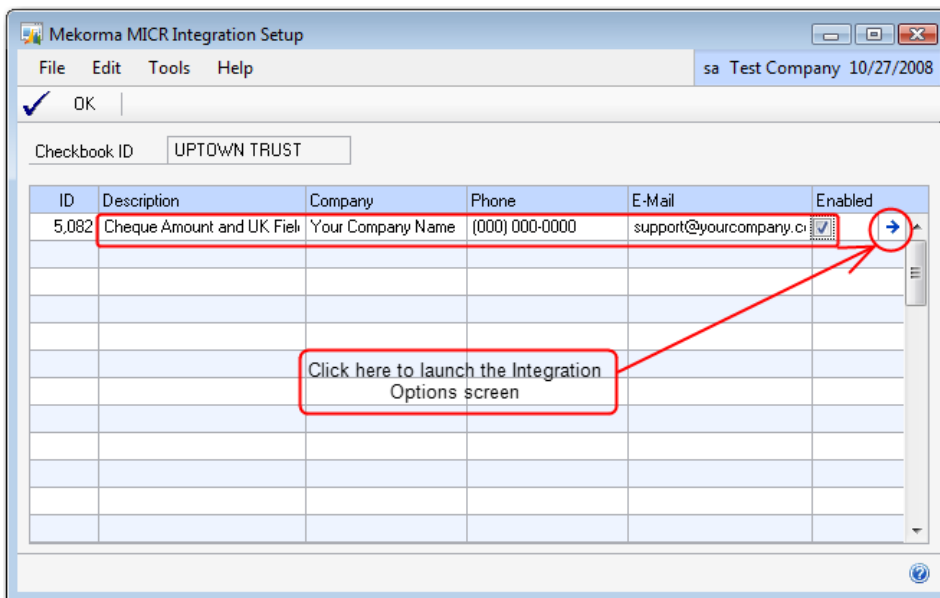 Mekorma MICR Integration Setup
File Edit Tools Help sa Test Company 10/27/2008
OK
Checkbook ID UPTOWN TRUST
ID Description Company Phone E-Mail Enabled
5,082 Cheque Amount and UK Fiel Your Company Name (000) 000-0000 support@yourcompany.c
Click here to launch the Integration
Options screen